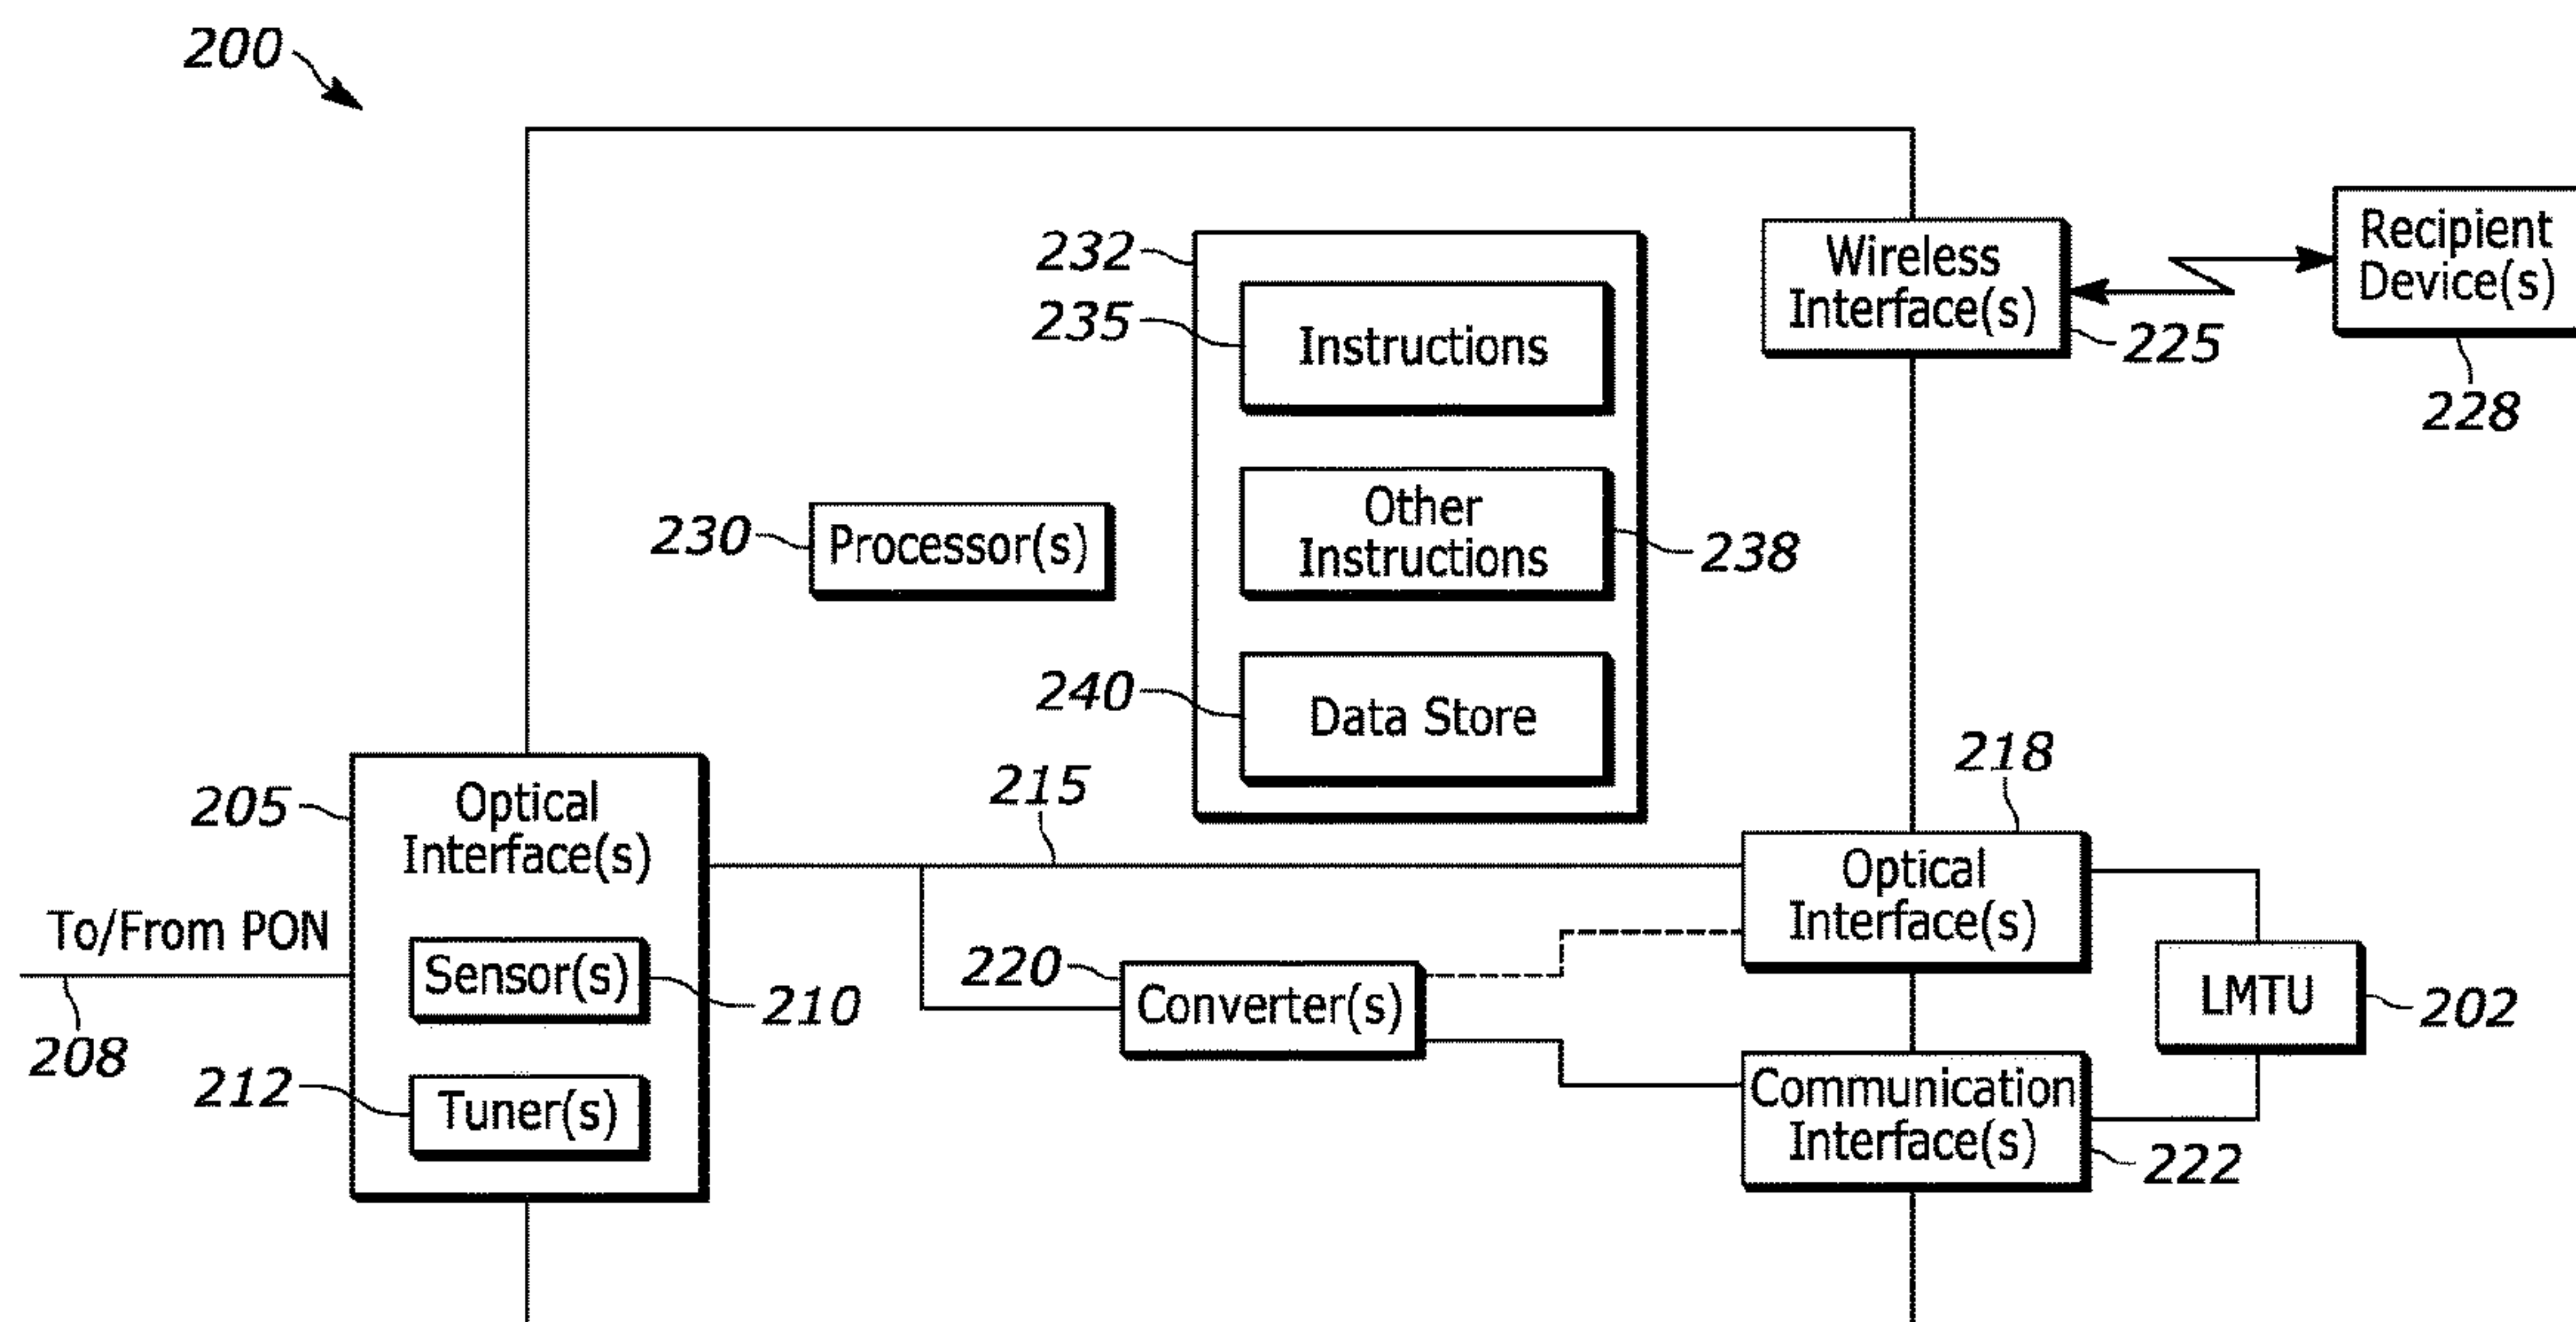 200
Wireless
Interface(s)
225
Recipient
Device(s)
228
232
235
Instructions
Other
Instructions
238
230
Processor(s)
240
Data Store
205
Optical
Interface(s)
215
218
Optical
Interface(s)
To/From PON
208
Sensor(s)
210
212
Tuner(s)
220
Converter(s)
LMTU
202
Communication
Interface(s)
222